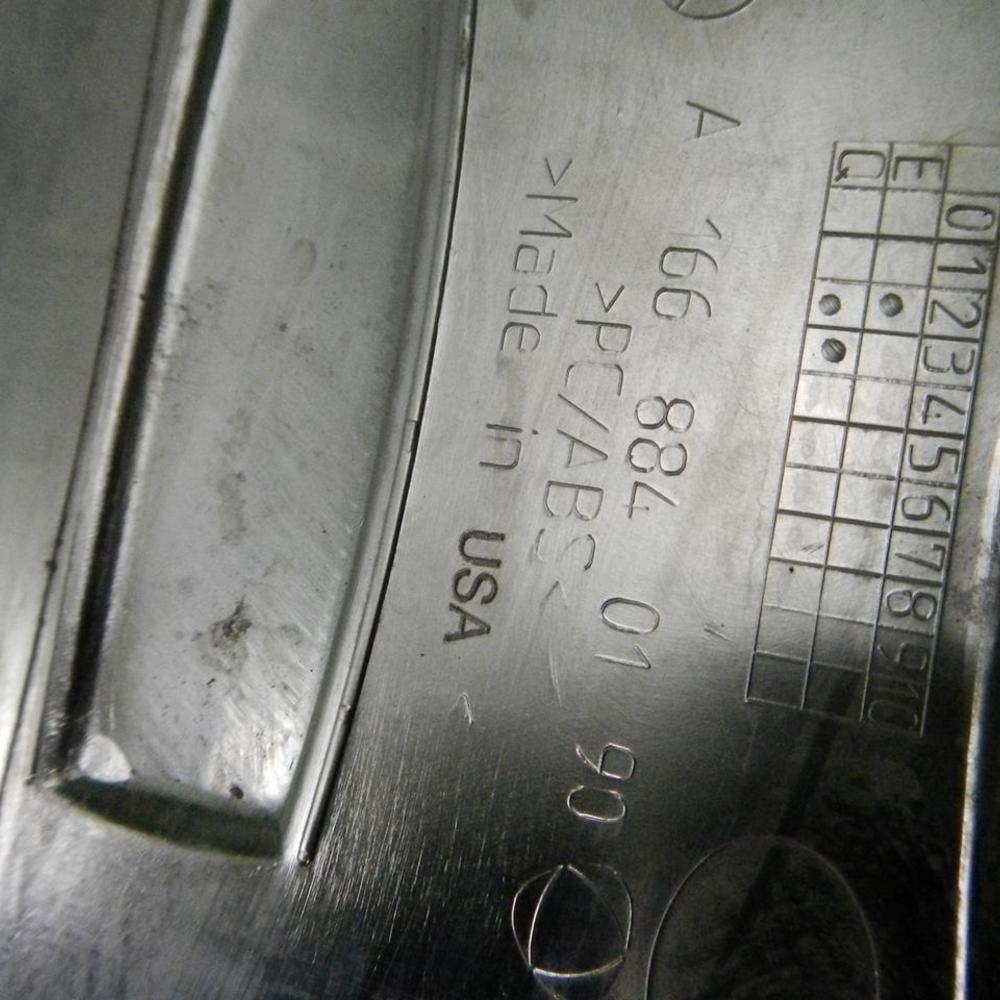 A 166 884 01 90
>PC/ABS<
>Made in USA <
0 1 2 3 4 5 6 7 8 9 10
E
Q